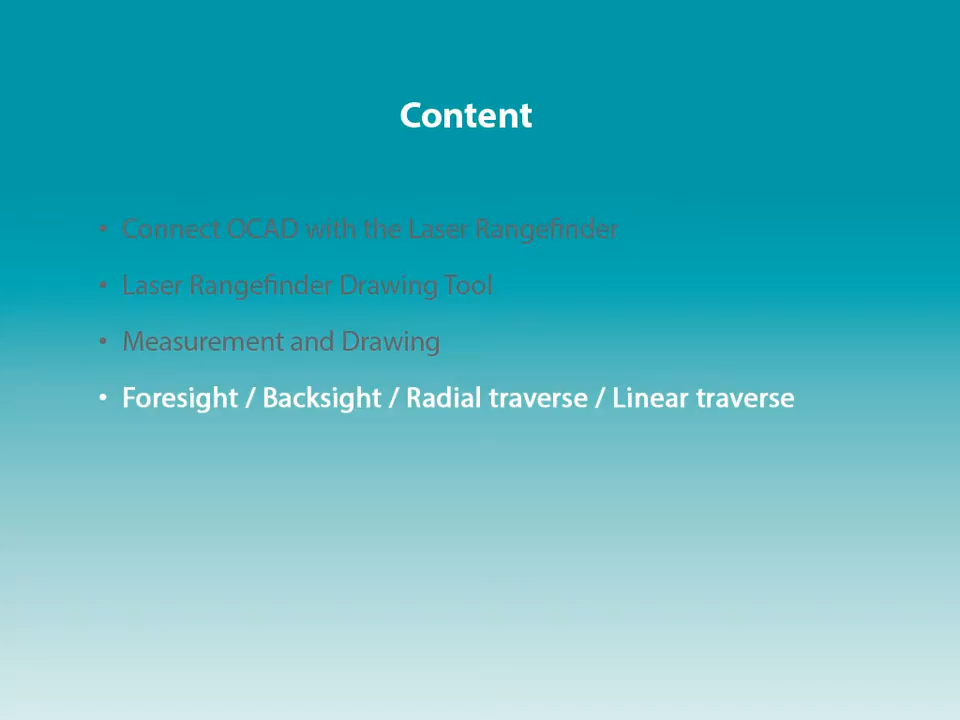 Content
• Connect OCAD with the Laser Rangefinder
• Laser Rangefinder Drawing Tool
• Measurement and Drawing
• Foresight / Backsight / Radial traverse / Linear traverse